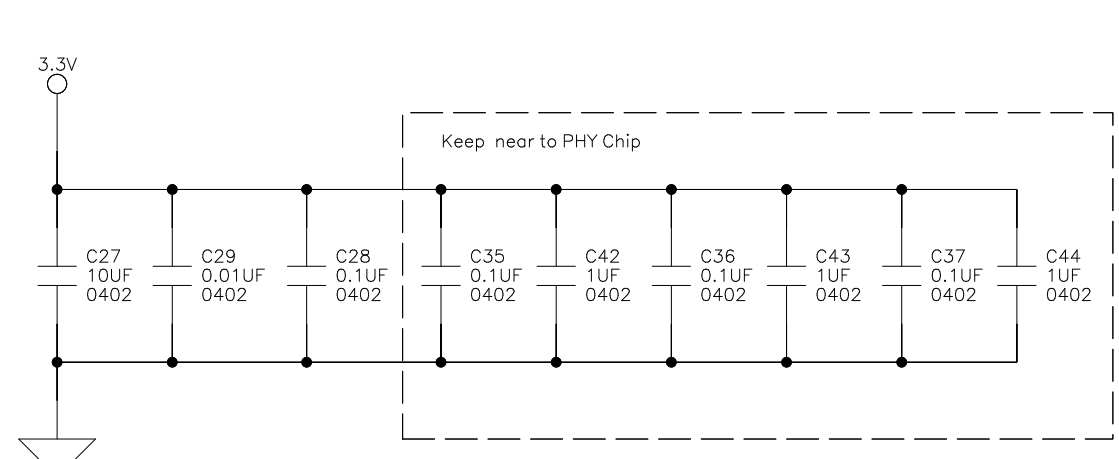 3.3V
Keep near to PHY Chip
C27
10UF
0402
C29
0.01UF
0402
C28
0.1UF
0402
C35
0.1UF
0402
C42
1UF
0402
C36
0.1UF
0402
C43
1UF
0402
C37
0.1UF
0402
C44
1UF
0402